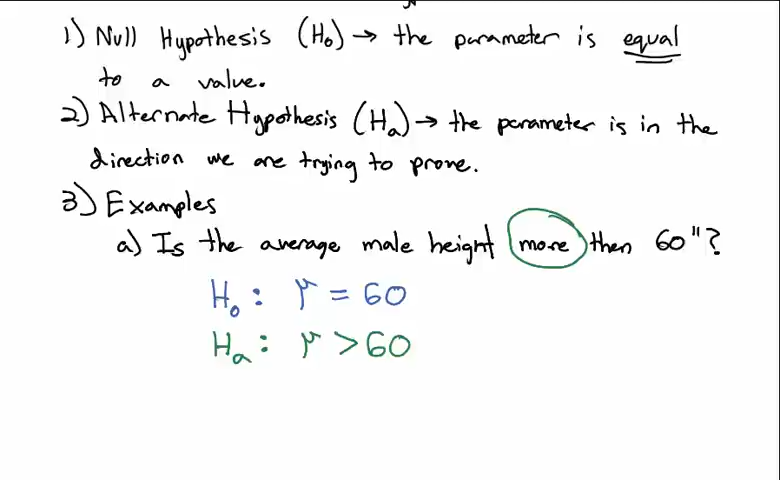 1) Null Hypothesis (H₀) → the parameter is equal
to a value.
2) Alternate Hypothesis (Hₐ) → the parameter is in the
direction we are trying to prove.
3) Examples
a) Is the average male height more then 60"?
H₀: μ = 60
Hₐ: μ > 60